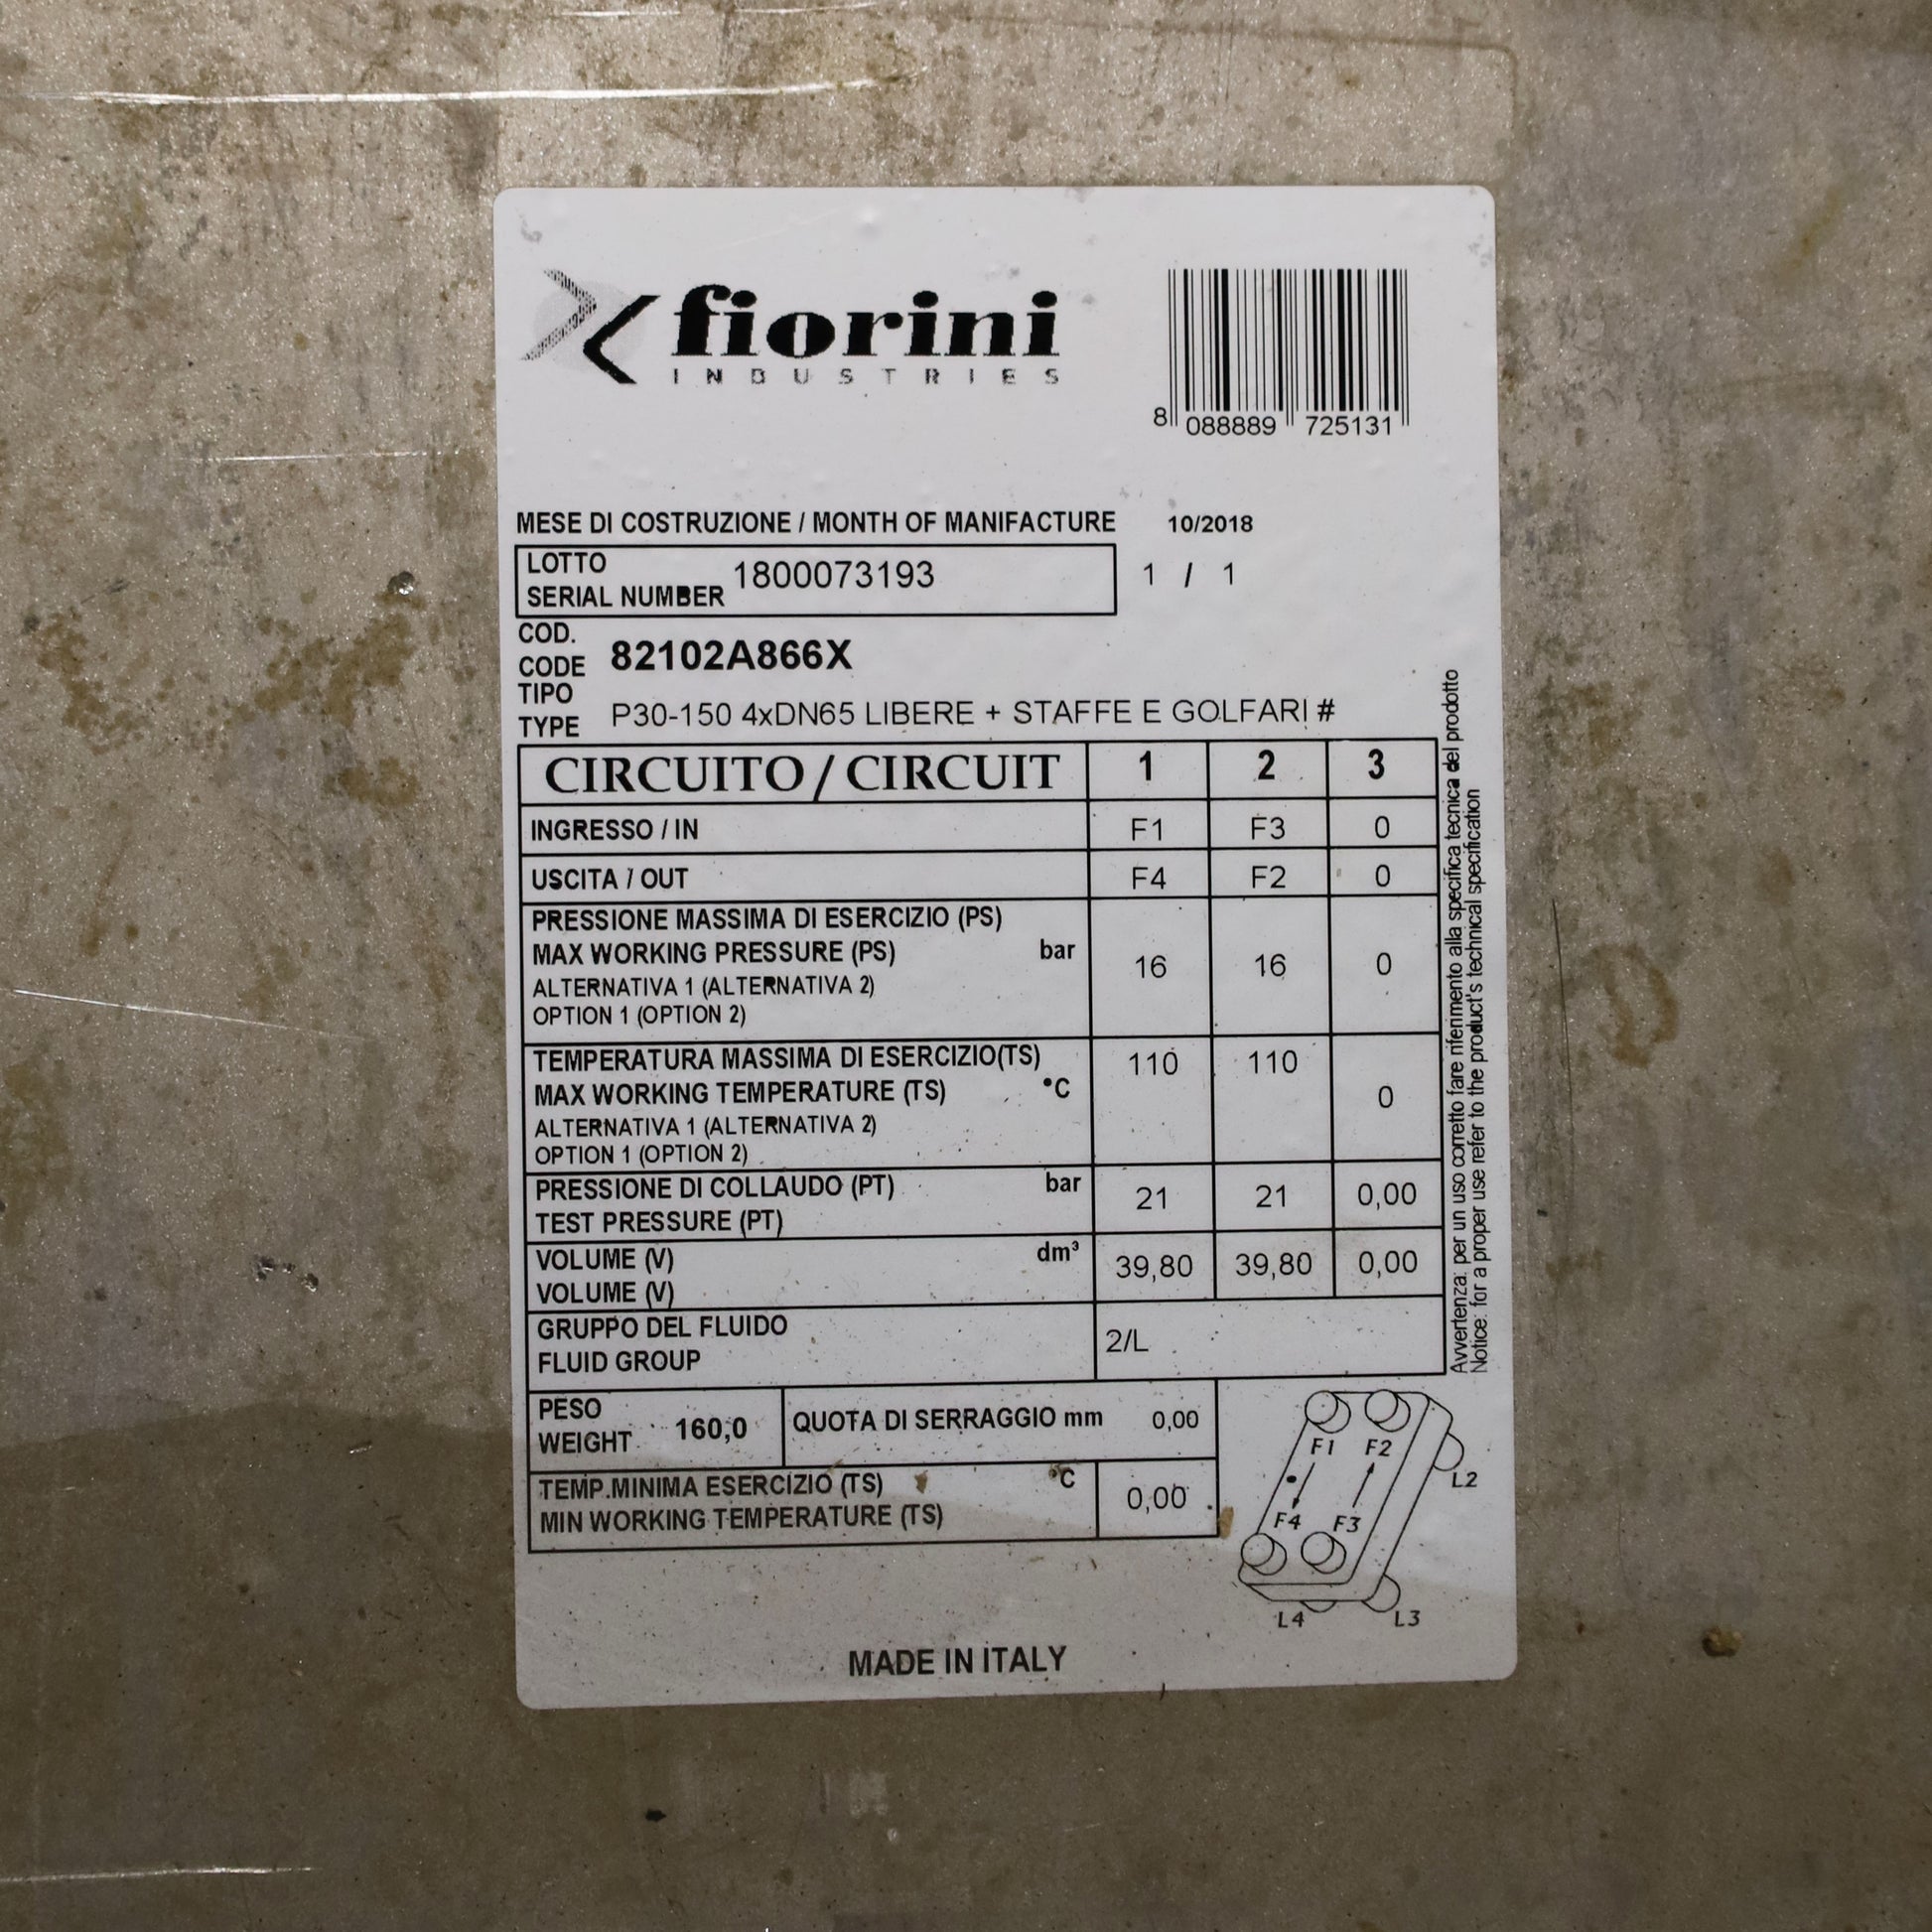 fiorini
INDUSTRIES
8 088889 725131
MESE DI COSTRUZIONE / MONTH OF MANIFACTURE 10/2018
LOTTO
SERIAL NUMBER 1800073193 1 / 1
COD.
CODE 82102A866X
TIPO
TYPE P30-150 4xDN65 LIBERE + STAFFE E GOLFARI #
CIRCUITO / CIRCUIT 1 2 3
INGRESSO / IN F1 F3 0
USCITA / OUT F4 F2 0
PRESSIONE MASSIMA DI ESERCIZIO (PS)
MAX WORKING PRESSURE (PS) bar 16 16 0
ALTERNATIVA 1 (ALTERNATIVA 2)
OPTION 1 (OPTION 2)
TEMPERATURA MASSIMA DI ESERCIZIO(TS) 110 110
MAX WORKING TEMPERATURE (TS) °C 0
ALTERNATIVA 1 (ALTERNATIVA 2)
OPTION 1 (OPTION 2)
PRESSIONE DI COLLAUDO (PT) bar 21 21 0,00
TEST PRESSURE (PT)
VOLUME (V) dm³ 39,80 39,80 0,00
VOLUME (V)
GRUPPO DEL FLUIDO
FLUID GROUP 2/L
PESO
WEIGHT 160,0 QUOTA DI SERRAGGIO mm 0,00
TEMP.MINIMA ESERCIZIO (TS) °C 0,00
MIN WORKING TEMPERATURE (TS)
Avvertenza: per un uso corretto fare riferimento alla specifica tecnica del prodotto
Notice: for a proper use refer to the product's technical specification
F1 F2
L2
F4 F3
L4 L3
MADE IN ITALY